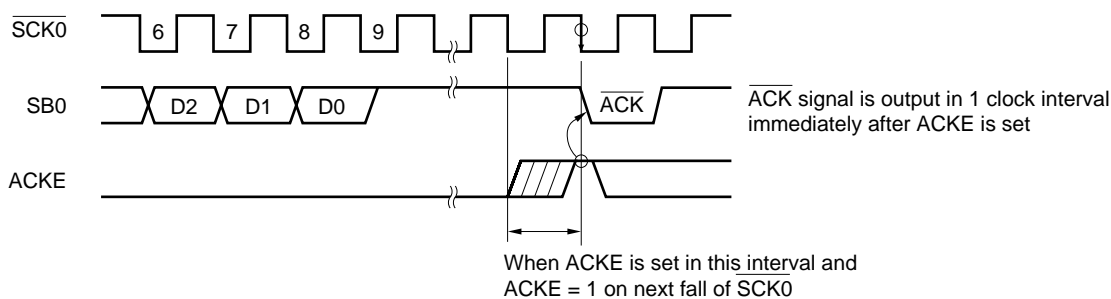 SCK0
6 7 8 9
SB0
D2 D1 D0
ACK
ACK signal is output in 1 clock interval
immediately after ACKE is set
ACKE
When ACKE is set in this interval and
ACKE = 1 on next fall of SCK0